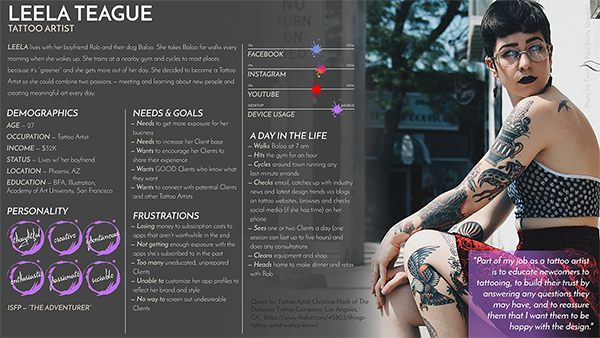 LEELA TEAGUE
TATTOO ARTIST
LEELA lives with her boyfriend Rob and their dog Baloo. She takes Baloo for walks every
morning when she wakes up. She trains at a nearby gym and cycles to most places
because it's "greener" and she gets more out of her day. She decided to become a Tattoo
Artist so she could combine two passions – meeting and learning about new people and
creating meaningful art every day.
DEMOGRAPHICS
AGE – 27
OCCUPATION – Tattoo Artist
INCOME – $32K
STATUS – Lives w/ her boyfriend
LOCATION – Phoenix, AZ
EDUCATION – BFA, Illustration,
Academy of Art University, San Francisco
PERSONALITY
thoughtful
creative
spontaneous
enthusiastic
passionate
sociable
ISFP – "THE ADVENTURER"
NEEDS & GOALS
– Needs to get more exposure for her
business
– Needs to increase her Client base
– Wants to encourage her Clients to
share their experience
– Wants GOOD Clients who know what
they want
– Wants to connect with potential Clients
and other Tattoo Artists
FRUSTRATIONS
– Losing money to subscription costs to
apps that aren't worthwhile in the end
– Not getting enough exposure with the
apps she's subscribed to in the past
– Too many uneducated, unprepared
Clients
– Unable to customize her app profiles to
reflect her brand and style
– No way to screen out undesireable
Clients
0% 100%
FACEBOOK
0% 100%
INSTAGRAM
0% 100%
YOUTUBE
DESKTOP MOBILE
DEVICE USAGE
A DAY IN THE LIFE
– Walks Baloo at 7 am
– Hits the gym for an hour
– Cycles around town running any
last-minute errands
– Checks email, catches up with industry
news and latest design trends via blogs
on tattoo websites, browses and checks
social media (if she has time) on her
phone
– Sees one or two Clients a day (one
session can last up to five hours) and
does any consultations
– Cleans equipment and shop
– Heads home to make dinner and relax
with Rob
Quote by Tattoo Artist Christina Hock of The
Dolorosa Tattoo Company, Los Angeles,
CA, https://www.thelist.com/45603/things-
tattoo-artist-wishes-knew/
NO
TURN
ON
"Part of my job as a tattoo artist
is to educate newcomers to
tattooing, to build their trust by
answering any questions they
may have, and to reassure
them that I want them to be
happy with the design."